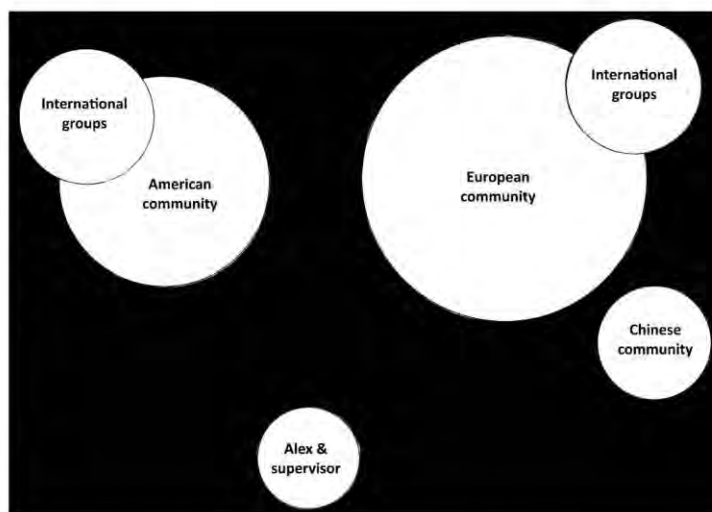 International
groups
American
community
European
community
International
groups
Chinese
community
Alex &
supervisor